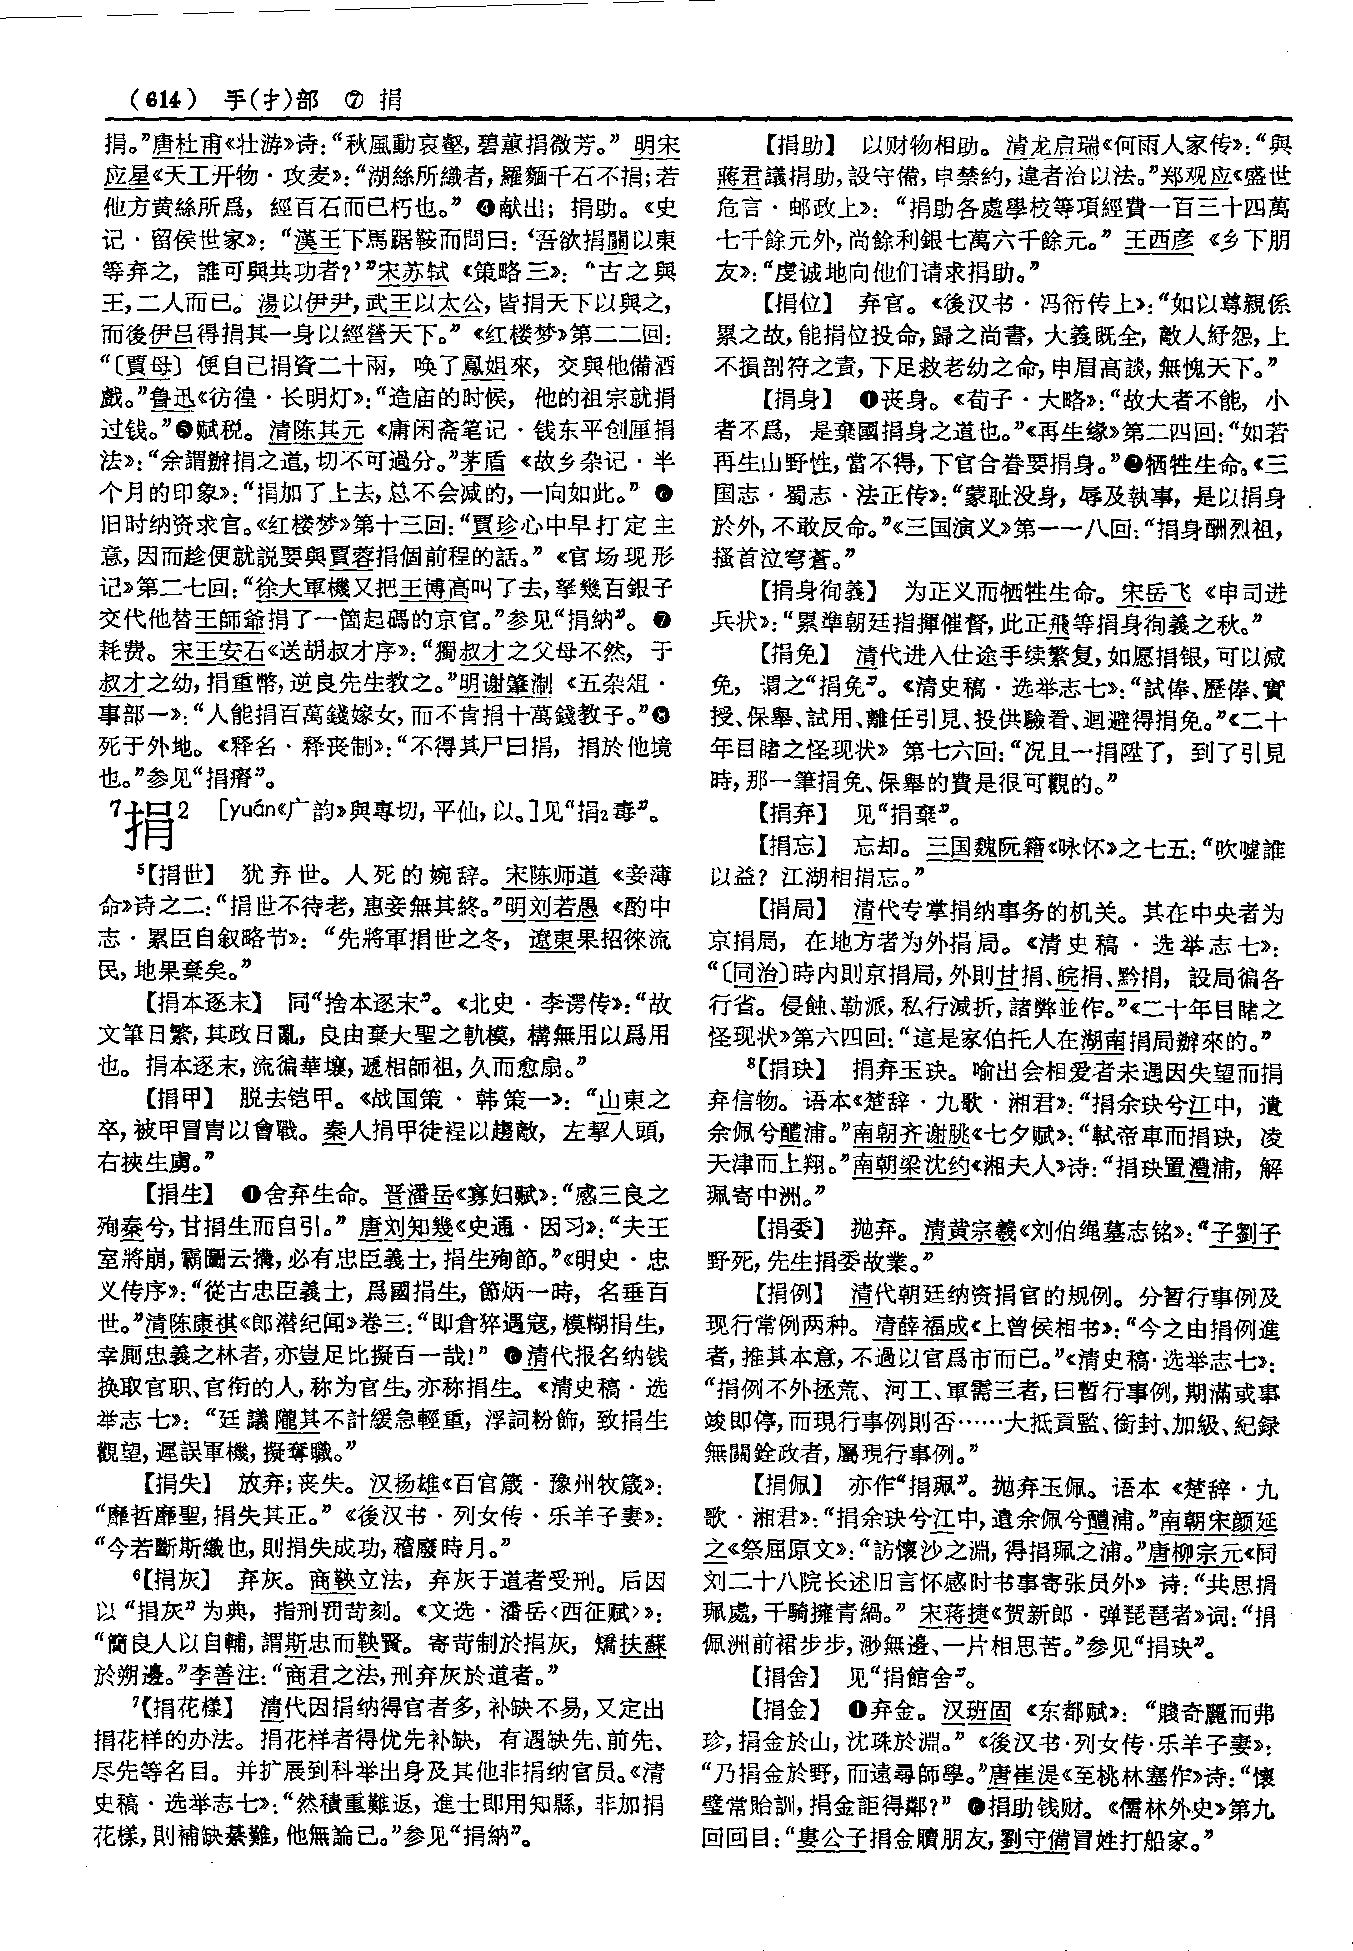 （614） 手（扌）部 ⑦ 捐
捐。”唐杜甫《壮游》诗：“秋風動哀壑，碧蕙捐微芳。” 明宋
应星《天工开物·攻麦》：“湖絲所織者，羅麵千石不捐；若
他方黄絲所爲，經百石而已朽也。” ❹献出；捐助。《史
记·留侯世家》：“漢王下馬踞鞍而問曰：‘吾欲捐關以東
等弃之，誰可與共功者？’”宋苏轼《策略三》：“古之與
王，二人而已。湯以伊尹，武王以太公，皆捐天下以與之，
而後伊吕得捐其一身以經營天下。”《红楼梦》第二二回：
“〔賈母〕便自己捐資二十兩，唤了鳳姐來，交與他備酒
戲。”鲁迅《彷徨·长明灯》：“造庙的时候，他的祖宗就捐
过钱。”❺赋税。清陈其元《庸闲斋笔记·钱东平创厘捐
法》：“余謂辦捐之道，切不可過分。”茅盾《故乡杂记·半
个月的印象》：“捐加了上去，总不会减的，一向如此。” ❻
旧时纳资求官。《红楼梦》第十三回：“賈珍心中早打定主
意，因而趁便就説要與賈蓉捐個前程的話。”《官场现形
记》第二七回：“徐大軍機又把王博高叫了去，拏幾百銀子
交代他替王師爺捐了一箇起碼的京官。”参见“捐納”。❼
耗费。宋王安石《送胡叔才序》：“獨叔才之父母不然，于
叔才之幼，捐重幣，逆良先生教之。”明谢肇淛《五杂俎·
事部一》：“人能捐百萬錢嫁女，而不肯捐十萬錢教子。”❽
死于外地。《释名·释丧制》：“不得其尸曰捐，捐於他境
也。”参见“捐瘠”。
7捐2 ［yuán《广韵》與專切，平仙，以。］见“捐2毒”。
5【捐世】 犹弃世。人死的婉辞。宋陈师道《妾薄
命》诗之二：“捐世不待老，惠妾無其終。”明刘若愚《酌中
志·累臣自叙略节》：“先將軍捐世之冬，遼東果招徠流
民，地果棄矣。”
【捐本逐末】 同“捨本逐末”。《北史·李谔传》：“故
文筆日繁，其政日亂，良由棄大聖之軌模，構無用以爲用
也。捐本逐末，流徧華壤，遞相師祖，久而愈扇。”
【捐甲】 脱去铠甲。《战国策·韩策一》：“山東之
卒，被甲冒胄以會戰。秦人捐甲徒裎以趨敵，左挈人頭，
右挾生虜。”
【捐生】 ❶舍弃生命。晋潘岳《寡妇赋》：“感三良之
殉秦兮，甘捐生而自引。” 唐刘知幾《史通·因习》：“夫王
室將崩，霸圖云搆，必有忠臣義士，捐生殉節。”《明史·忠
义传序》：“從古忠臣義士，爲國捐生，節炳一時，名垂百
世。”清陈康祺《郎潜纪闻》卷三：“即倉猝遇寇，模糊捐生，
幸厠忠義之林者，亦豈足比擬百一哉！” ❷清代报名纳钱
换取官职、官衔的人，称为官生，亦称捐生。《清史稿·选
举志七》：“廷議隴其不計緩急輕重，浮詞粉飾，致捐生
觀望，遲誤軍機，擬奪職。”
【捐失】 放弃；丧失。汉扬雄《百官箴·豫州牧箴》：
“靡哲靡聖，捐失其正。”《後汉书·列女传·乐羊子妻》：
“今若斷斯織也，則捐失成功，稽廢時月。”
6【捐灰】 弃灰。商鞅立法，弃灰于道者受刑。后因
以“捐灰”为典，指刑罚苛刻。《文选·潘岳〈西征赋〉》：
“簡良人以自輔，謂斯忠而鞅賢。寄苛制於捐灰，矯扶蘇
於朔邊。”李善注：“商君之法，刑弃灰於道者。”
7【捐花樣】 清代因捐纳得官者多，补缺不易，又定出
捐花样的办法。捐花样者得优先补缺，有遇缺先、前先、
尽先等名目。并扩展到科举出身及其他非捐纳官员。《清
史稿·选举志七》：“然積重難返，進士即用知縣，非加捐
花樣，則補缺綦難，他無論已。”参见“捐納”。
【捐助】 以财物相助。清龙启瑞《何雨人家传》：“與
蔣君議捐助，設守備，申禁約，違者治以法。”郑观应《盛世
危言·邮政上》：“捐助各處學校等項經費一百三十四萬
七千餘元外，尚餘利銀七萬六千餘元。” 王西彦《乡下朋
友》：“虔诚地向他们请求捐助。”
【捐位】 弃官。《後汉书·冯衍传上》：“如以尊親係
累之故，能捐位投命，歸之尚書，大義既全，敵人紓怨，上
不損剖符之責，下足救老幼之命，申眉高談，無愧天下。”
【捐身】 ❶丧身。《荀子·大略》：“故大者不能，小
者不爲，是棄國捐身之道也。”《再生缘》第二四回：“如若
再生山野性，當不得，下官合眷要捐身。”❷牺牲生命。《三
国志·蜀志·法正传》：“蒙耻没身，辱及執事，是以捐身
於外，不敢反命。”《三国演义》第一一八回：“捐身酬烈祖，
搔首泣穹蒼。”
【捐身徇義】 为正义而牺牲生命。宋岳飞《申司进
兵状》：“累準朝廷指揮催督，此正飛等捐身徇義之秋。”
【捐免】 清代进入仕途手续繁复，如愿捐银，可以减
免，谓之“捐免”。《清史稿·选举志七》：“試俸、歷俸、實
授、保舉、試用、離任引見、投供驗看、迴避得捐免。”《二十
年目睹之怪现状》第七六回：“况且一捐陞了，到了引見
時，那一筆捐免、保舉的費是很可觀的。”
【捐弃】 见“捐棄”。
【捐忘】 忘却。三国魏阮籍《咏怀》之七五：“吹嘘誰
以益？江湖相捐忘。”
【捐局】 清代专掌捐纳事务的机关。其在中央者为
京捐局，在地方者为外捐局。《清史稿·选举志七》：
“〔同治〕時内則京捐局，外則甘捐、皖捐、黔捐，設局徧各
行省。侵蝕、勒派，私行減折，諸弊並作。”《二十年目睹之
怪现状》第六四回：“這是家伯托人在湖南捐局辦來的。”
8【捐玦】 捐弃玉玦。喻出会相爱者未遇因失望而捐
弃信物。语本《楚辞·九歌·湘君》：“捐余玦兮江中，遺
余佩兮醴浦。”南朝齐谢朓《七夕赋》：“軾帝車而捐玦，凌
天津而上翔。”南朝梁沈约《湘夫人》诗：“捐玦置澧浦，解
珮寄中洲。”
【捐委】 抛弃。清黄宗羲《刘伯绳墓志铭》：“子劉子
野死，先生捐委故業。”
【捐例】 清代朝廷纳资捐官的规例。分暂行事例及
现行常例两种。清薛福成《上曾侯相书》：“今之由捐例進
者，推其本意，不過以官爲市而已。”《清史稿·选举志七》：
“捐例不外拯荒、河工、軍需三者，曰暫行事例，期滿或事
竣即停，而現行事例則否……大抵貢監、銜封、加級、紀録
無關銓政者，屬現行事例。”
【捐佩】 亦作“捐珮”。抛弃玉佩。语本《楚辞·九
歌·湘君》：“捐余玦兮江中，遺余佩兮醴浦。”南朝宋颜延
之《祭屈原文》：“訪懷沙之淵，得捐珮之浦。”唐柳宗元《同
刘二十八院长述旧言怀感时书事寄张员外》诗：“共思捐
珮處，千騎擁青緺。” 宋蒋捷《贺新郎·弹琵琶者》词：“捐
佩洲前裙步步，渺無邊、一片相思苦。”参见“捐玦”。
【捐舍】 见“捐館舍”。
【捐金】 ❶弃金。汉班固《东都赋》：“賤奇麗而弗
珍，捐金於山，沈珠於淵。”《後汉书·列女传·乐羊子妻》：
“乃捐金於野，而遠尋師學。”唐崔湜《至桃林塞作》诗：“懷
璧常貽訓，捐金詎得鄰？” ❷捐助钱财。《儒林外史》第九
回回目：“婁公子捐金贖朋友，劉守備冒姓打船家。”